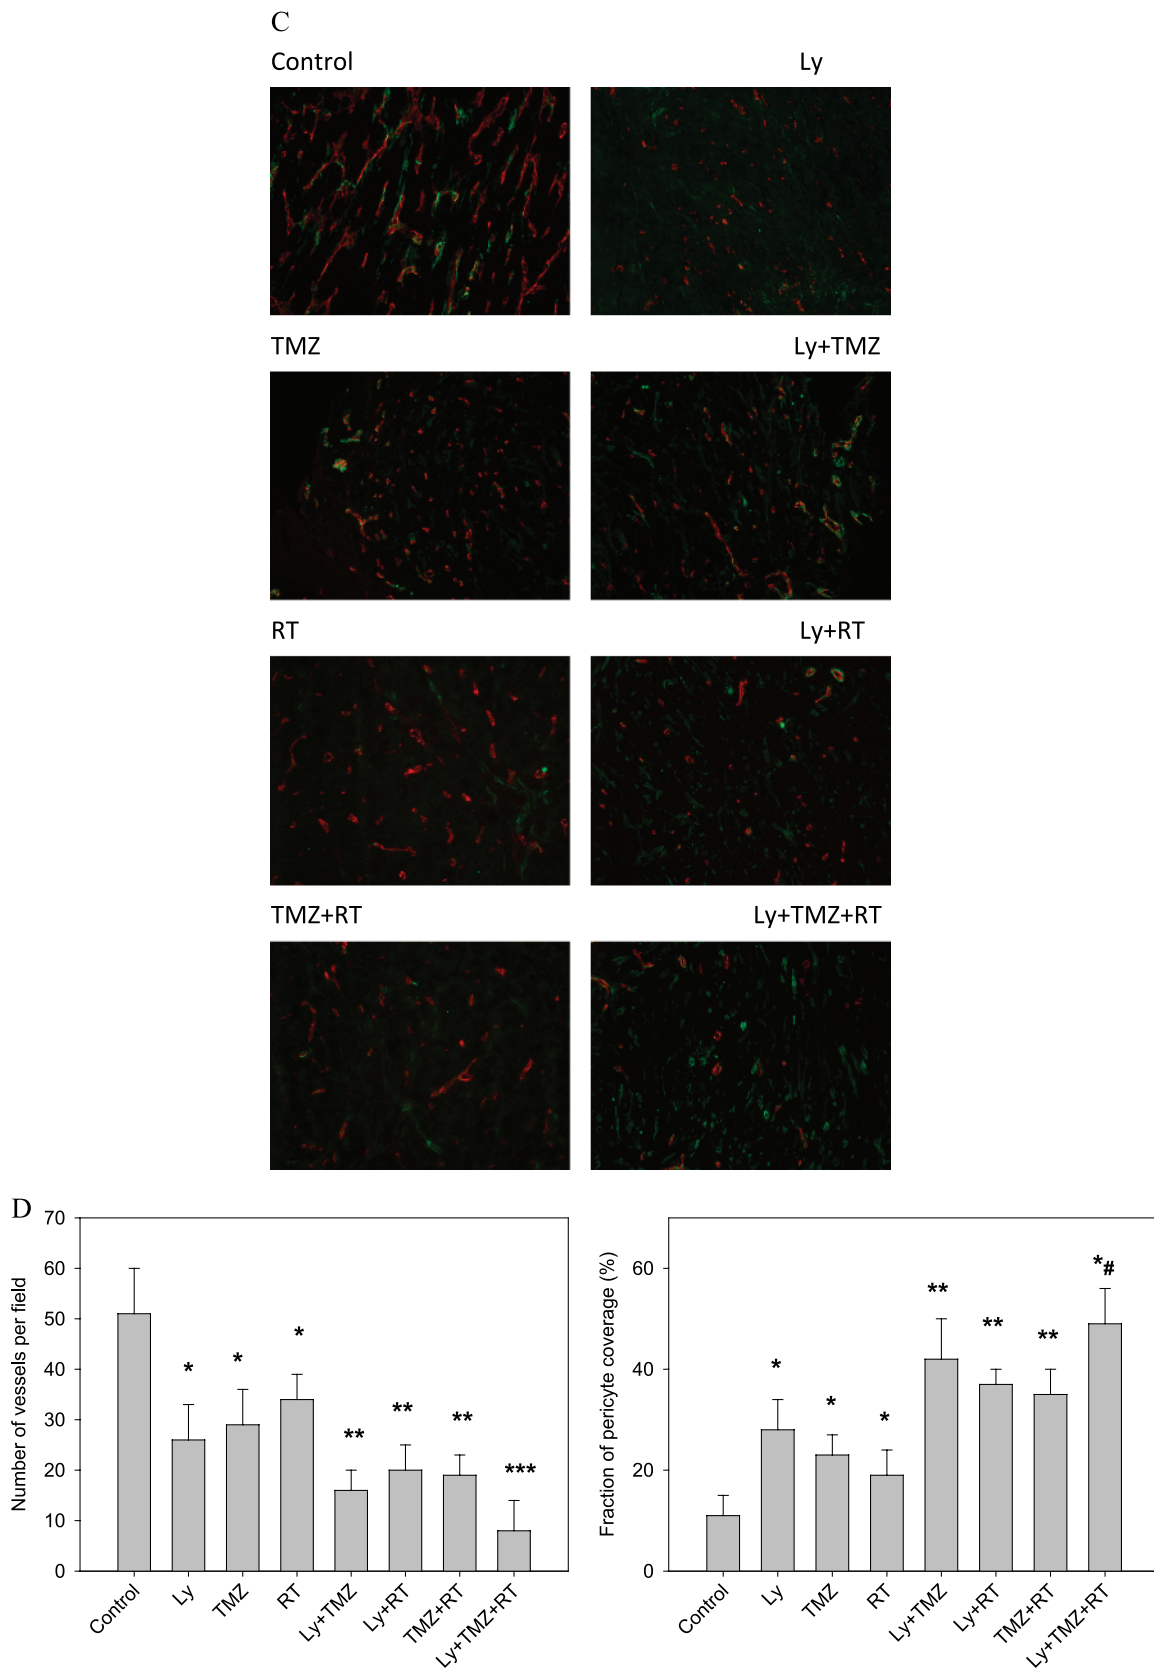 C
Control Ly
TMZ Ly+TMZ
RT Ly+RT
TMZ+RT Ly+TMZ+RT
D
Number of vessels per field
70
60
50
40
30
20
10
0
*
*
*
**
**
**
***
Control Ly TMZ RT Ly+TMZ Ly+RT TMZ+RT Ly+TMZ+RT
Fraction of pericyte coverage (%)
60
40
20
0
*
*
*
**
**
**
*#
Control Ly TMZ RT Ly+TMZ Ly+RT TMZ+RT Ly+TMZ+RT